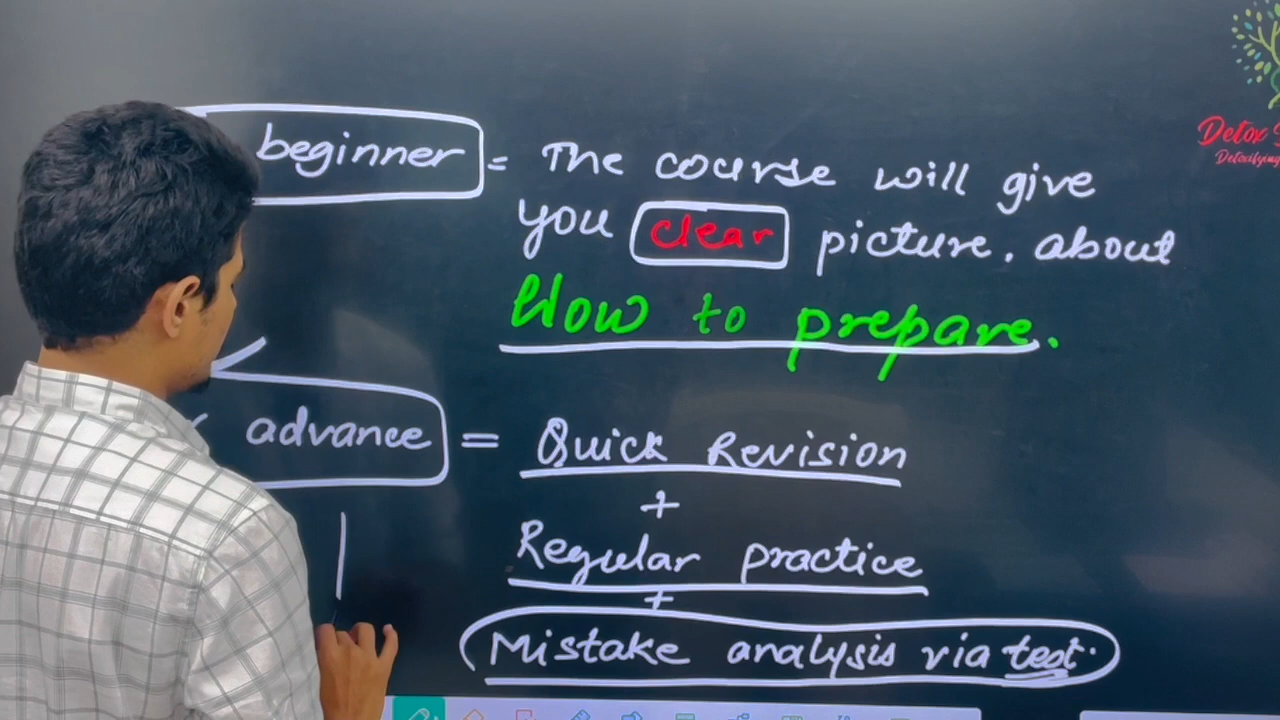 beginner = The course will give
you clear picture. about
How to prepare.
advance = Quick Revision
+
Regular practice
+
Mistake analysis via test.
Detox
Detoxifying